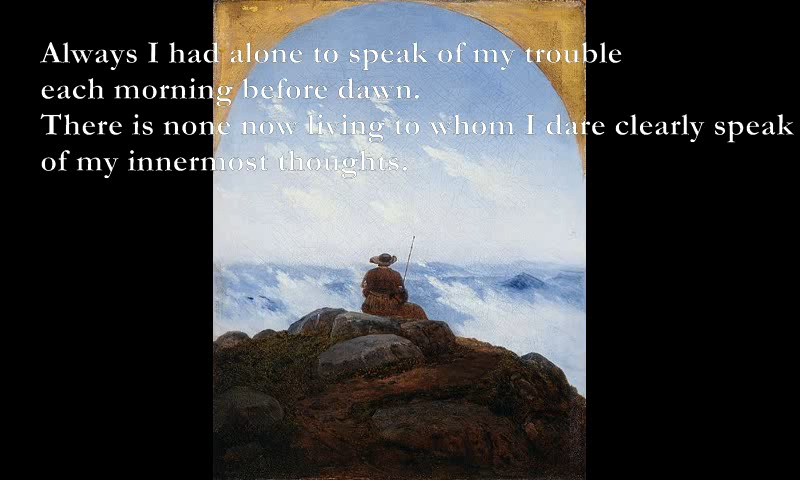 Always I had alone to speak of my trouble
each morning before dawn.
There is none now living to whom I dare clearly speak
of my innermost thoughts.